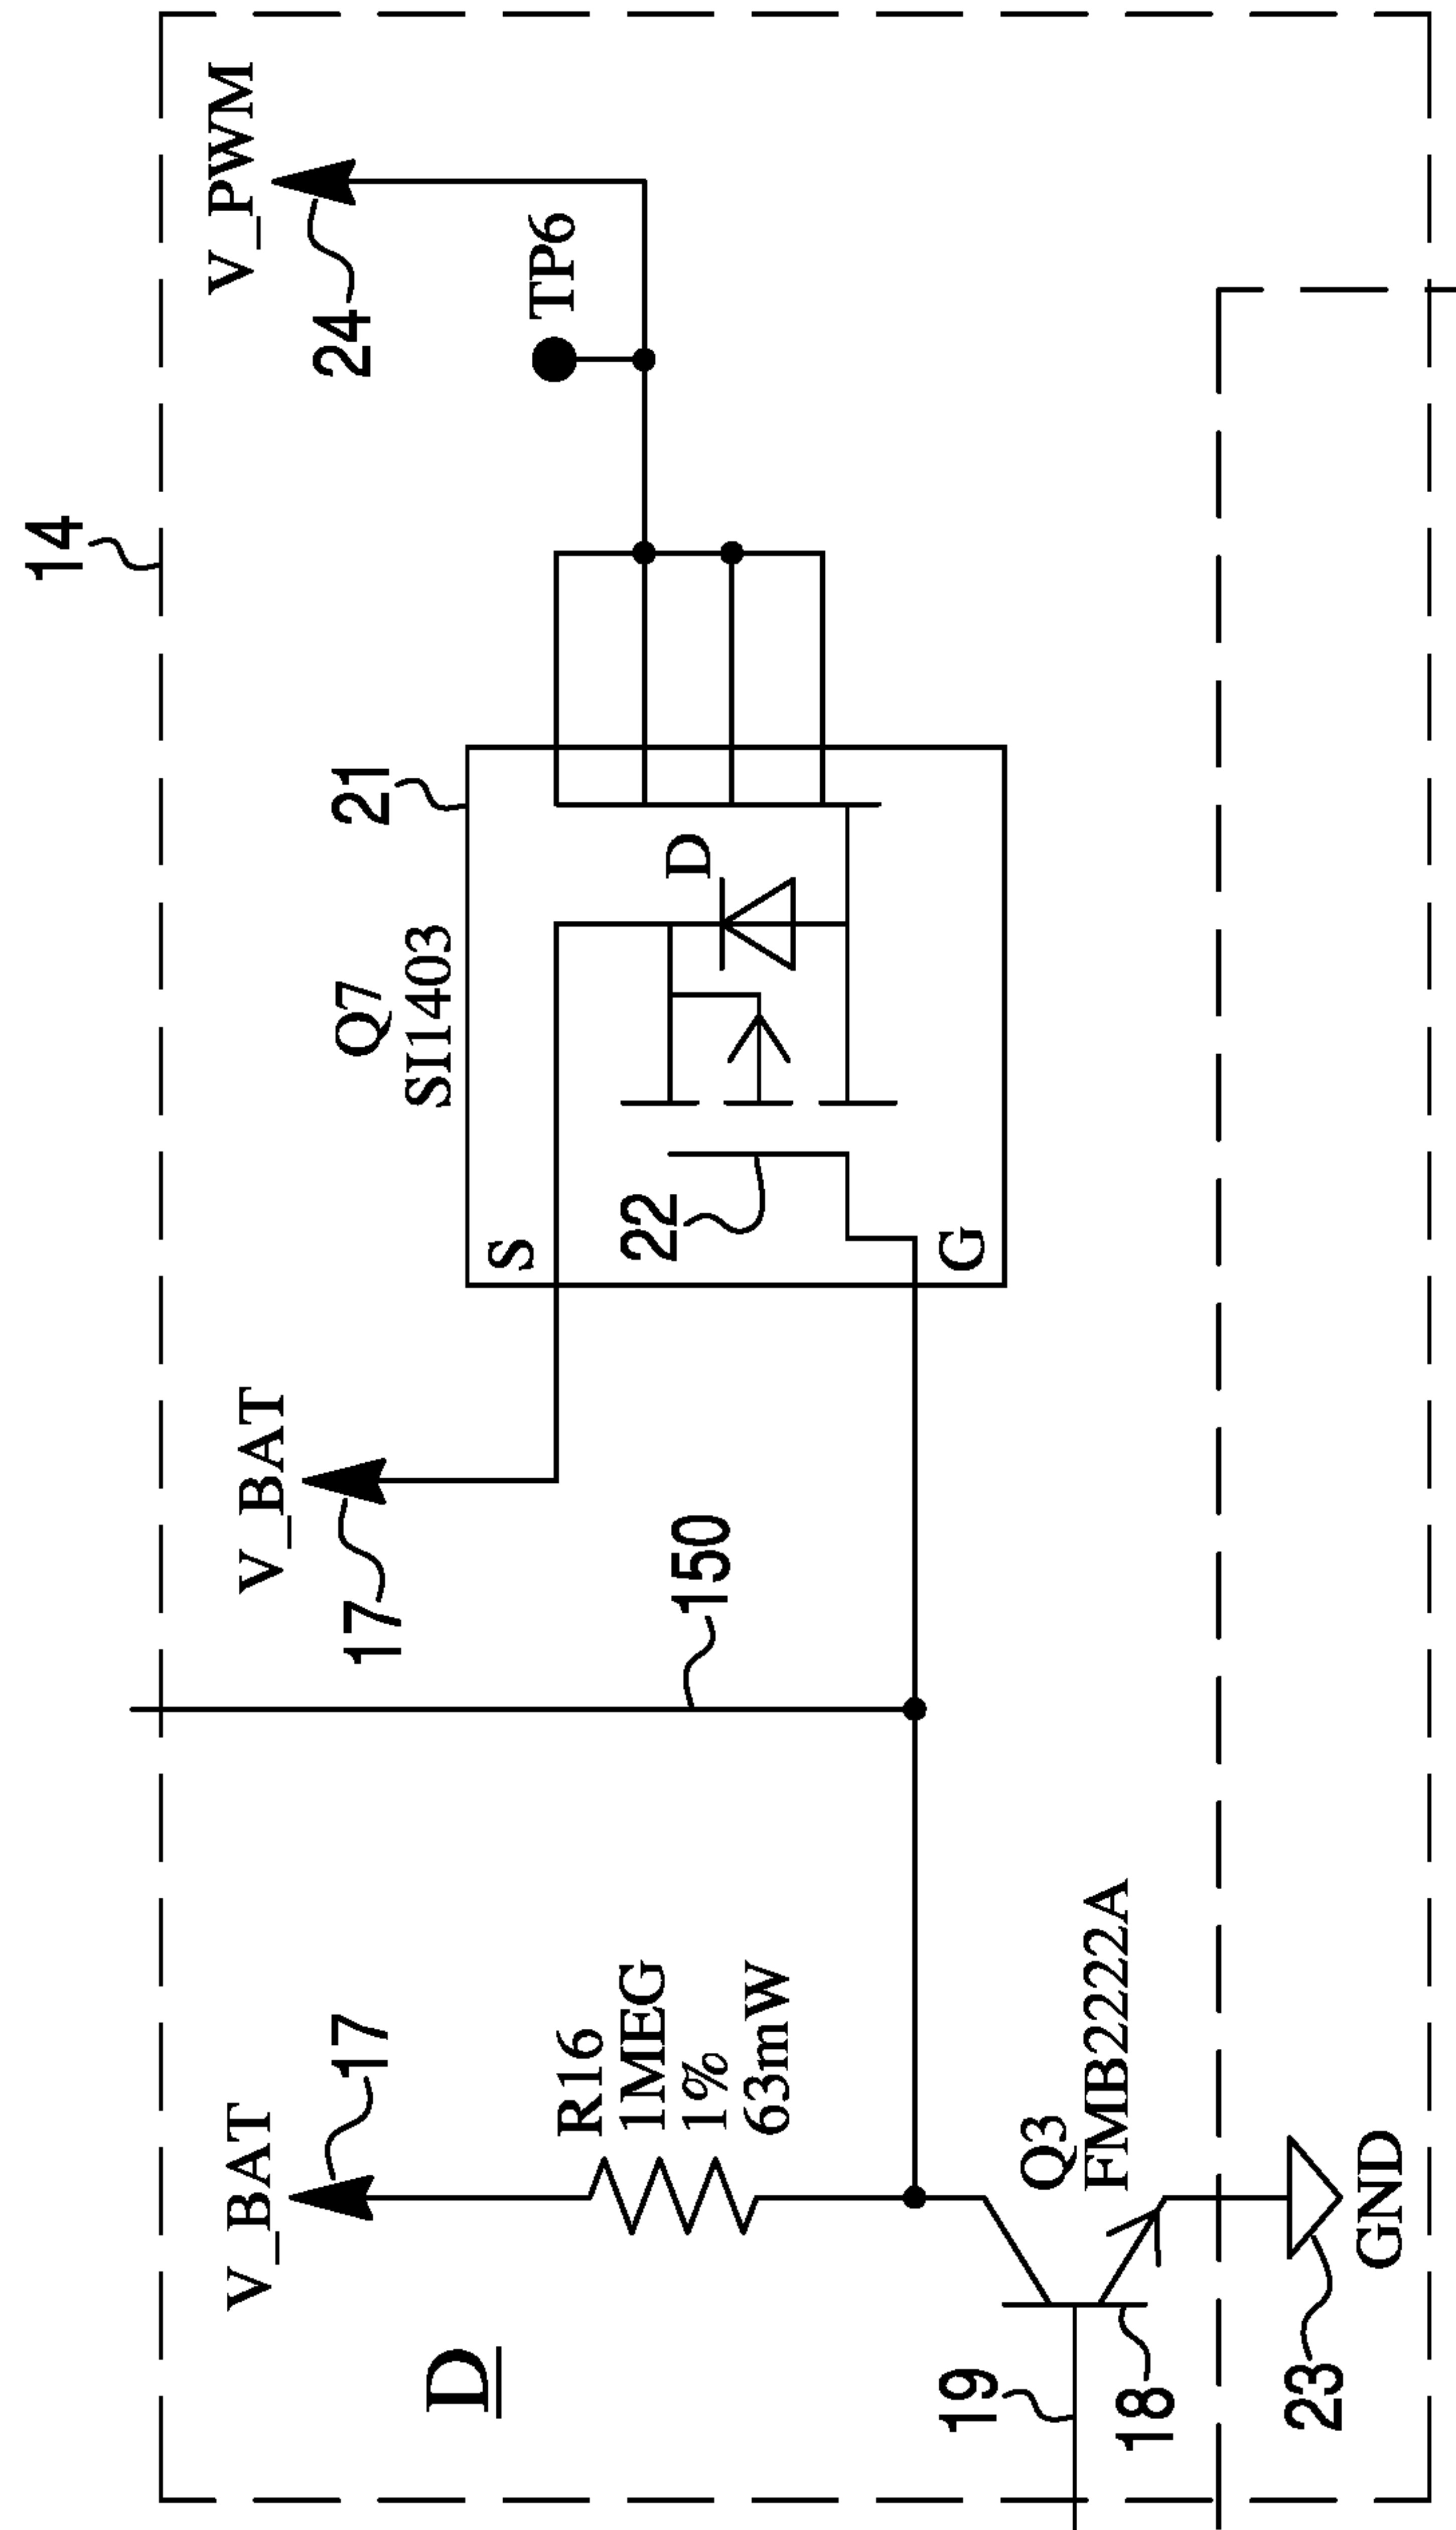 14
V_PWM
24
TP6
21
Q7
SI1403
D
S
22
G
V_BAT
17
150
V_BAT
17
R16
1MEG
1%
63mW
D
Q3
FMB2222A
19
18
23
GND